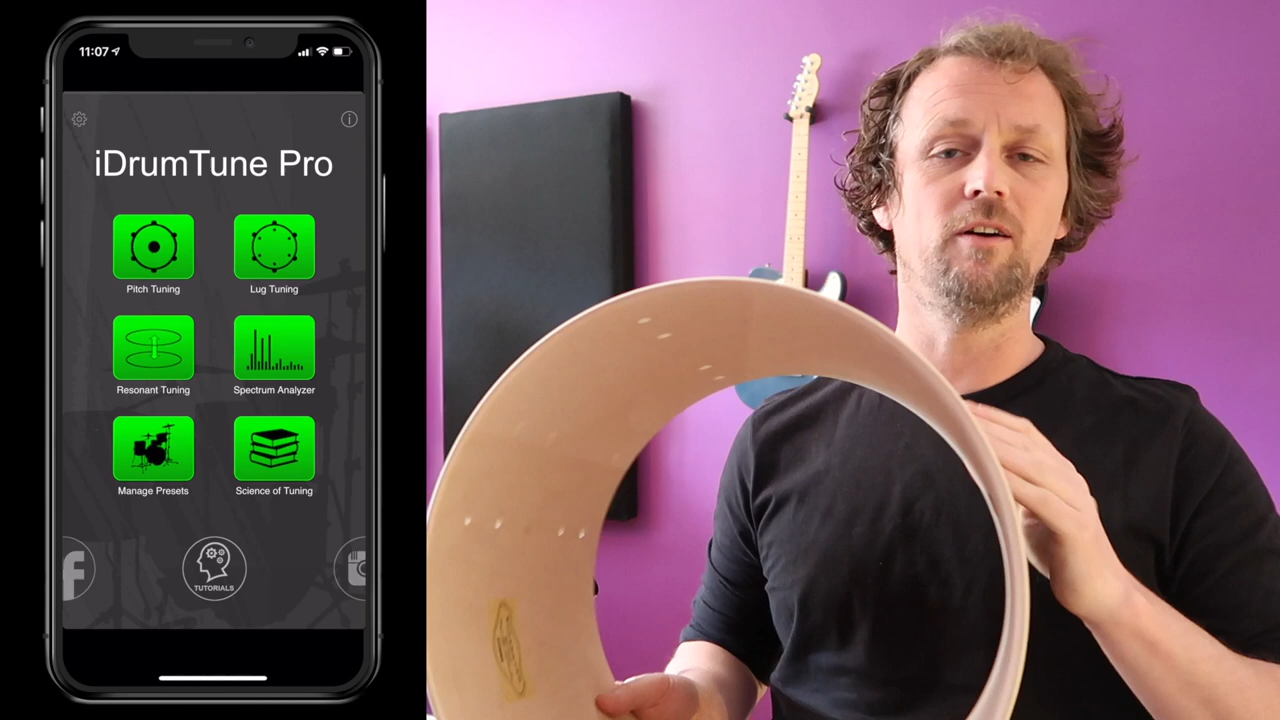 11:07
iDrumTune Pro
Pitch Tuning
Lug Tuning
Resonant Tuning
Spectrum Analyzer
Manage Presets
Science of Tuning
TUTORIALS